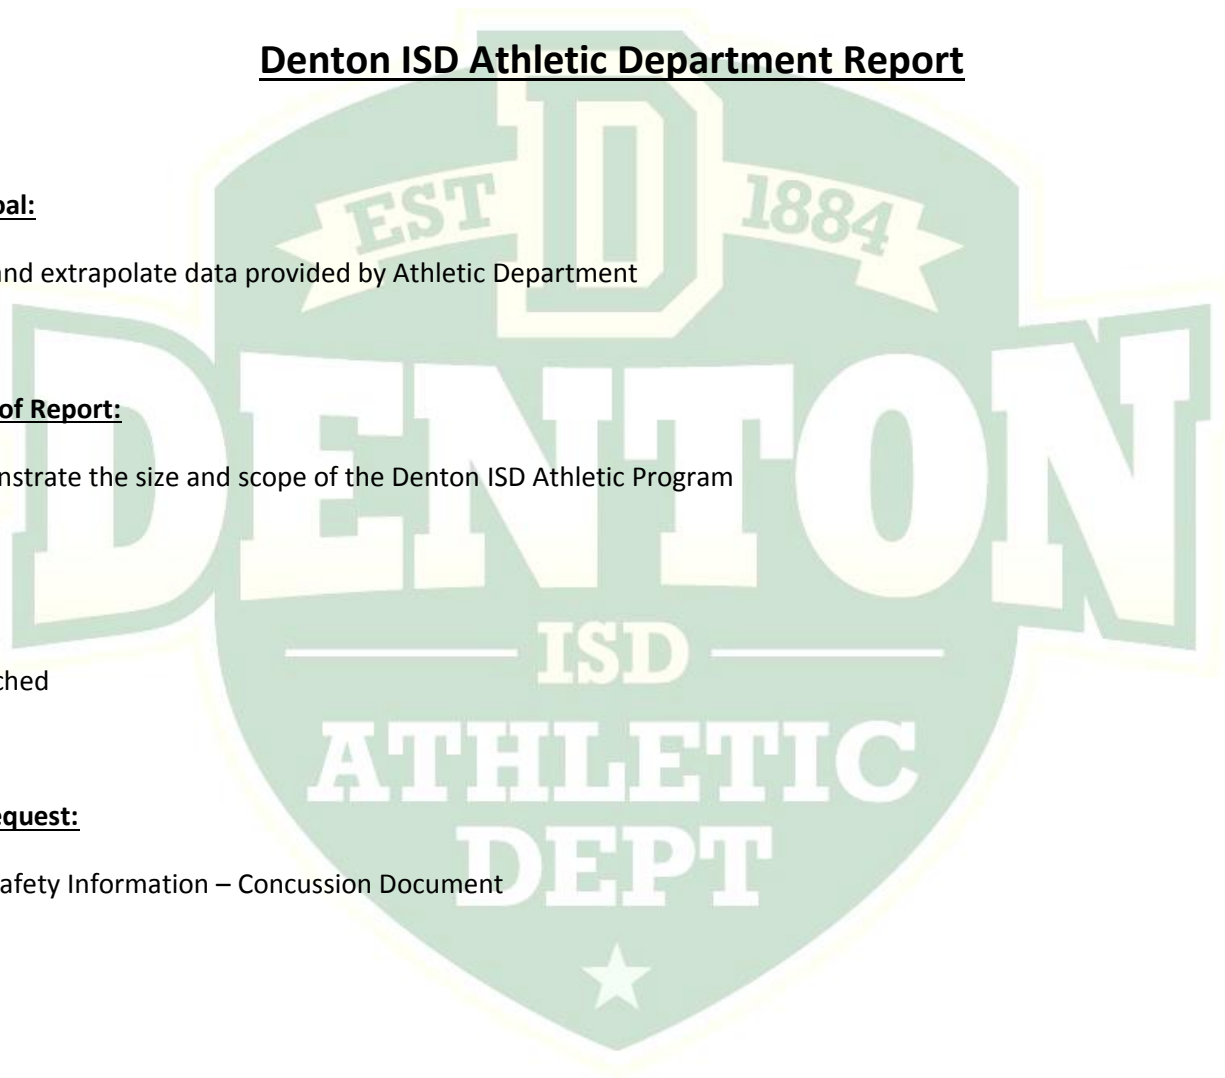 Denton ISD Athletic Department Report
EST
D
1884
oal:
and extrapolate data provided by Athletic Department
DENTON
of Report:
nstrate the size and scope of the Denton ISD Athletic Program
ISD
ched
ATHLETIC
equest:
DEPT
afety Information – Concussion Document